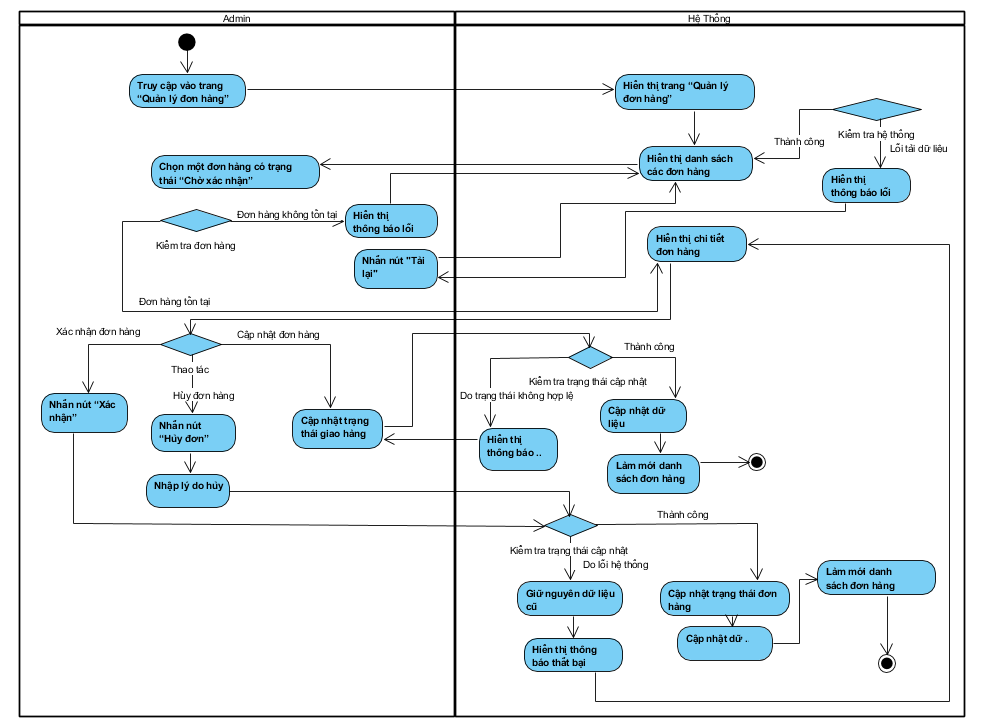 Admin
Hệ Thống
Truy cập vào trang
“Quản lý đơn hàng”
Hiển thị trang “Quản lý
đơn hàng”
Thành công
Kiểm tra hệ thống
Lỗi tải dữ liệu
Hiển thị danh sách
các đơn hàng
Chọn một đơn hàng có trạng
thái “Chờ xác nhận”
Hiển thị
thông báo lỗi
Đơn hàng không tồn tại
Kiểm tra đơn hàng
Hiển thị
thông báo lỗi
Hiển thị chi tiết
đơn hàng
Nhấn nút "Tải
lại”
Đơn hàng tồn tại
Xác nhận đơn hàng
Cập nhật đơn hàng
Thao tác
Hủy đơn hàng
Thành công
Kiểm tra trạng thái cập nhật
Do trạng thái không hợp lệ
Nhấn nút “Xác
nhận”
Nhấn nút
“Hủy đơn”
Cập nhật trạng
thái giao hàng
Hiển thị
thông báo ..
Cập nhật dữ
liệu
Làm mới danh
sách đơn hàng
Nhập lý do hủy
Thành công
Kiểm tra trạng thái cập nhật
Do lỗi hệ thống
Giữ nguyên dữ liệu
cũ
Cập nhật trạng thái đơn
hàng
Làm mới danh
sách đơn hàng
Hiển thị thông
báo thất bại
Cập nhật dữ ..